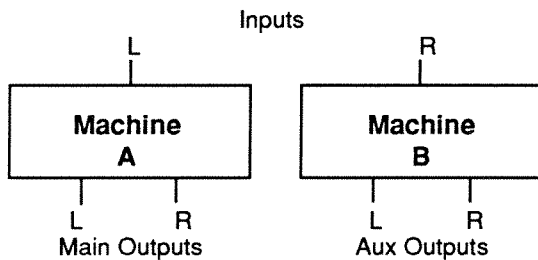 Inputs
L R
Machine A
Machine B
L R
Main Outputs
L R
Aux Outputs